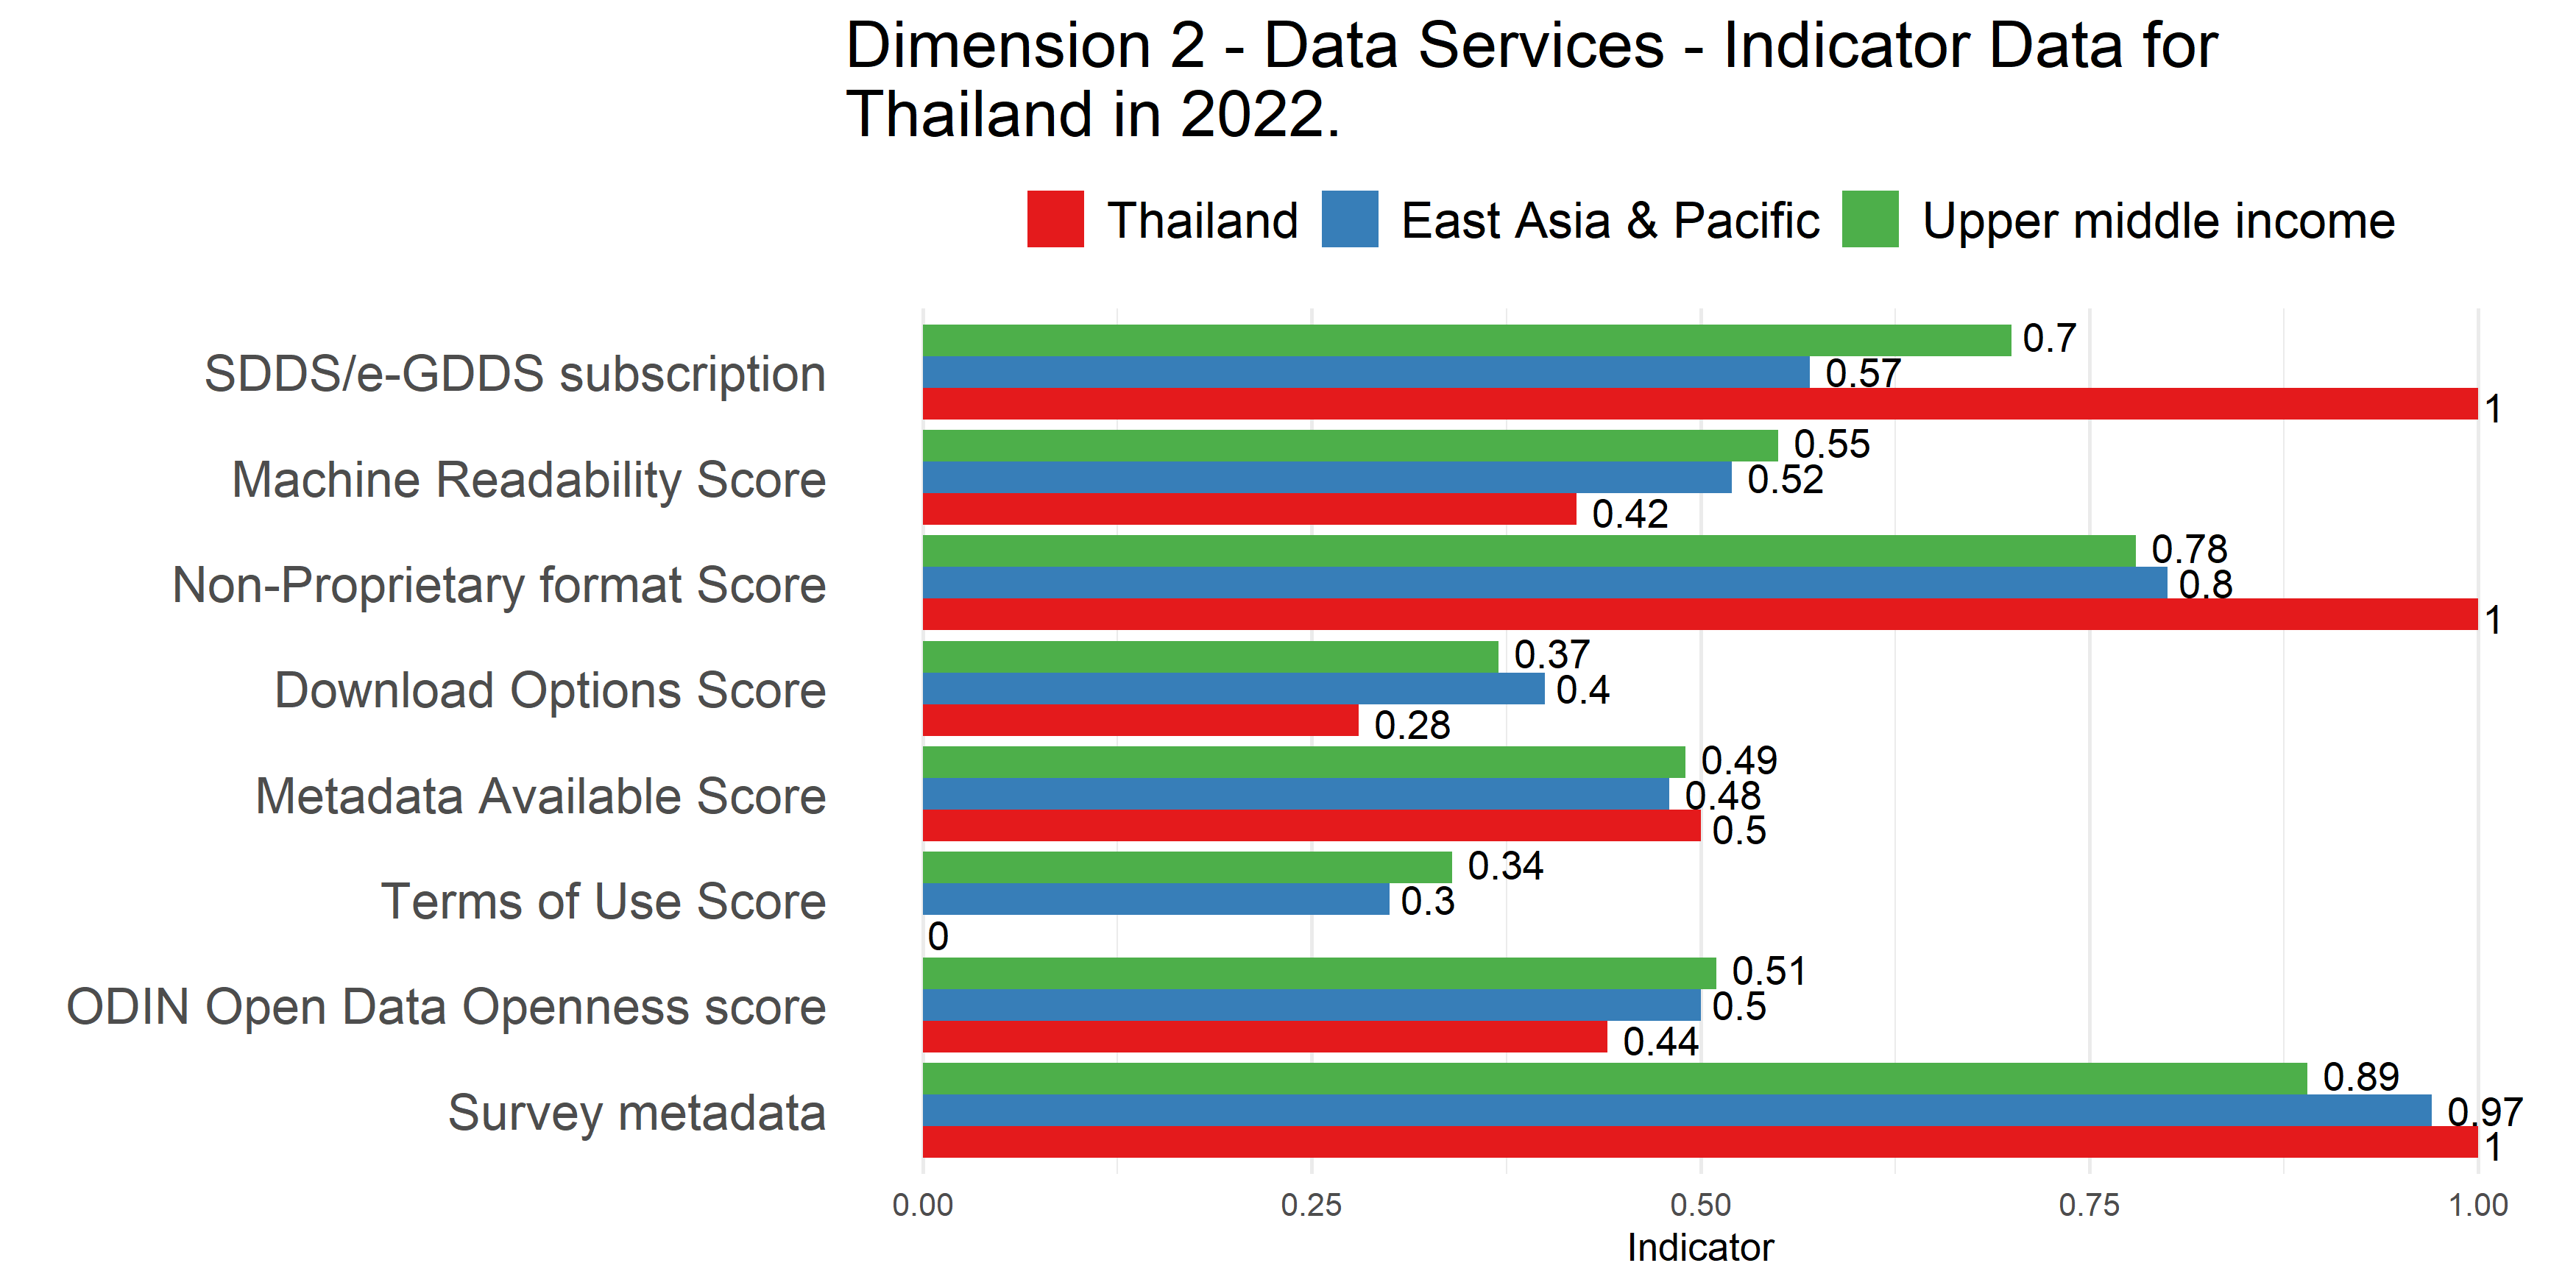 Dimension 2 - Data Services - Indicator Data for
Thailand in 2022.
Thailand East Asia & Pacific Upper middle income
SDDS/e-GDDS subscription
0.7
0.57
1
Machine Readability Score
0.55
0.52
0.42
Non-Proprietary format Score
0.78
0.8
1
Download Options Score
0.37
0.4
0.28
Metadata Available Score
0.49
0.48
0.5
Terms of Use Score
0.34
0.3
0
ODIN Open Data Openness score
0.51
0.5
0.44
Survey metadata
0.89
0.97
1
0.00 0.25 0.50 0.75 1.00
Indicator